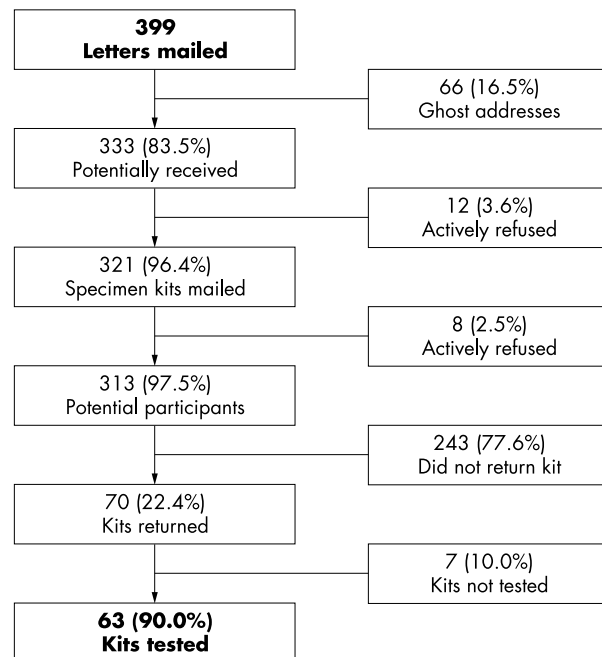 399
Letters mailed
66 (16.5%)
Ghost addresses
333 (83.5%)
Potentially received
12 (3.6%)
Actively refused
321 (96.4%)
Specimen kits mailed
8 (2.5%)
Actively refused
313 (97.5%)
Potential participants
243 (77.6%)
Did not return kit
70 (22.4%)
Kits returned
7 (10.0%)
Kits not tested
63 (90.0%)
Kits tested